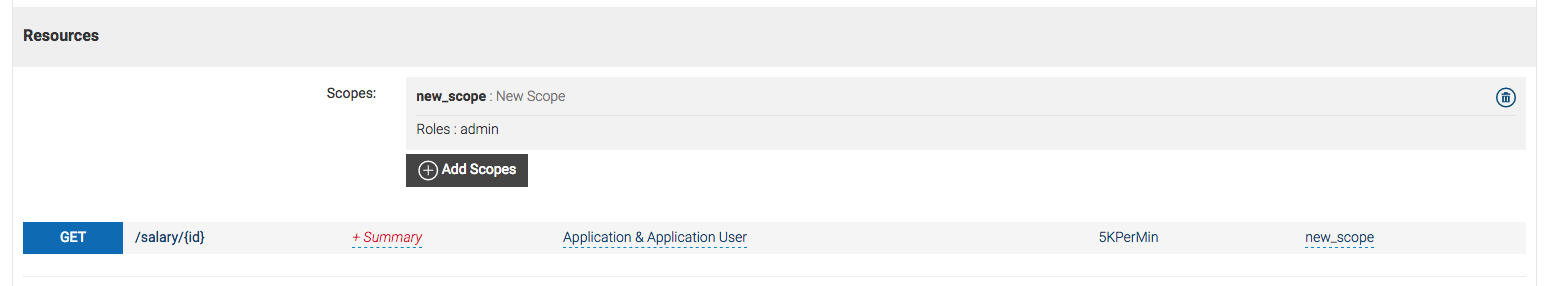 Resources
Scopes:
new_scope : New Scope
Roles : admin
Add Scopes
GET /salary/{id} + Summary Application & Application User 5KPerMin new_scope